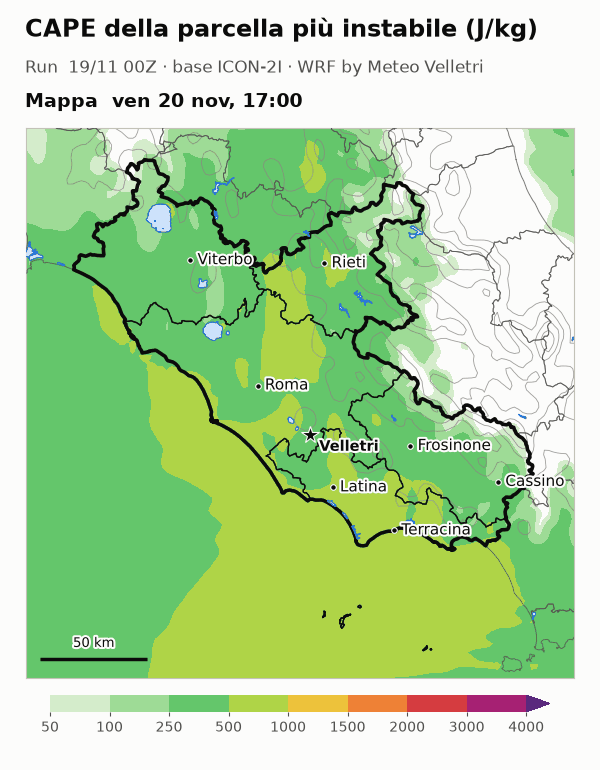 CAPE della parcella più instabile (J/kg)
Run  19/11 00Z · base ICON-2I · WRF by Meteo Velletri
Mappa  ven 20 nov, 17:00
Viterbo
Rieti
Roma
Velletri
Frosinone
Cassino
Latina
Terracina
50 km
50 100 250 500 1000 1500 2000 3000 4000